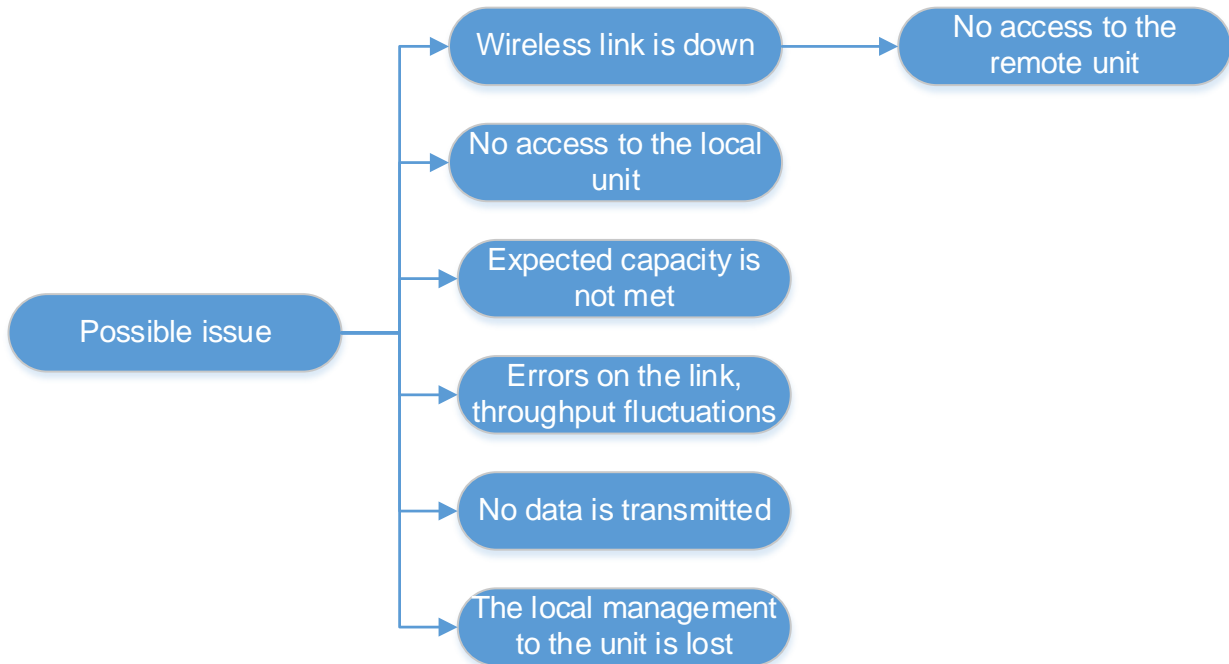 Wireless link is down
No access to the
remote unit
No access to the local
unit
Expected capacity is
not met
Possible issue
Errors on the link,
throughput fluctuations
No data is transmitted
The local management
to the unit is lost